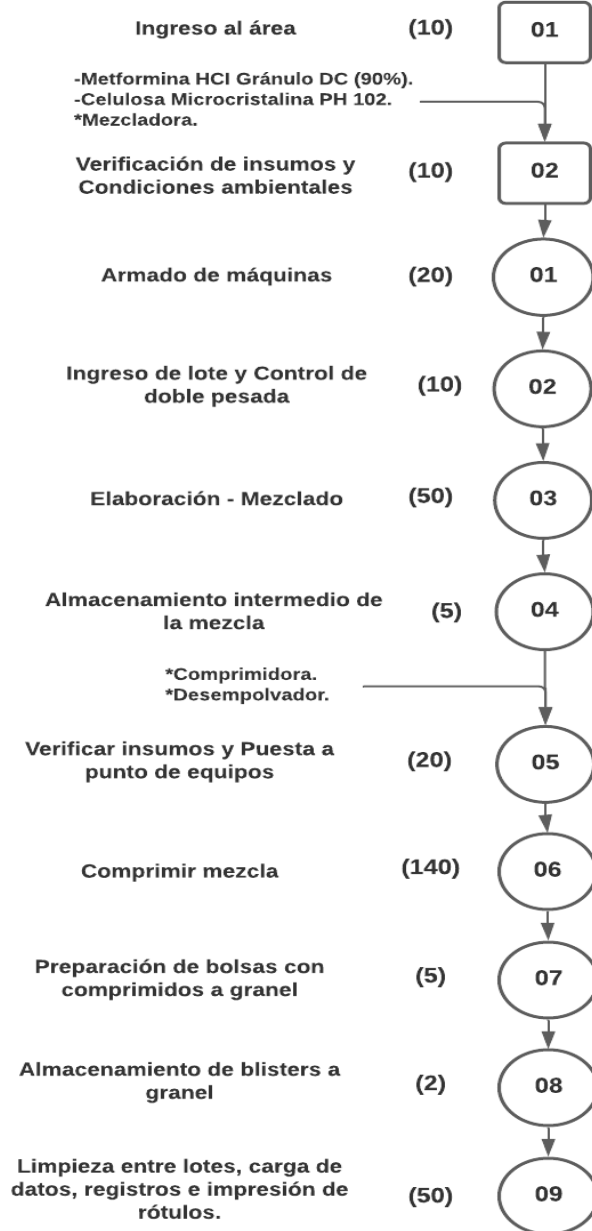 Ingreso al área (10) 01
-Metformina HCI Gránulo DC (90%).
-Celulosa Microcristalina PH 102.
*Mezcladora.
Verificación de insumos y
Condiciones ambientales
(10) 02
Armado de máquinas (20) 01
Ingreso de lote y Control de
doble pesada
(10) 02
Elaboración - Mezclado (50) 03
Almacenamiento intermedio de
la mezcla
(5) 04
*Comprimidora.
*Desempolvador.
Verificar insumos y Puesta a
punto de equipos
(20) 05
Comprimir mezcla (140) 06
Preparación de bolsas con
comprimidos a granel
(5) 07
Almacenamiento de blisters a
granel
(2) 08
Limpieza entre lotes, carga de
datos, registros e impresión de
rótulos.
(50) 09